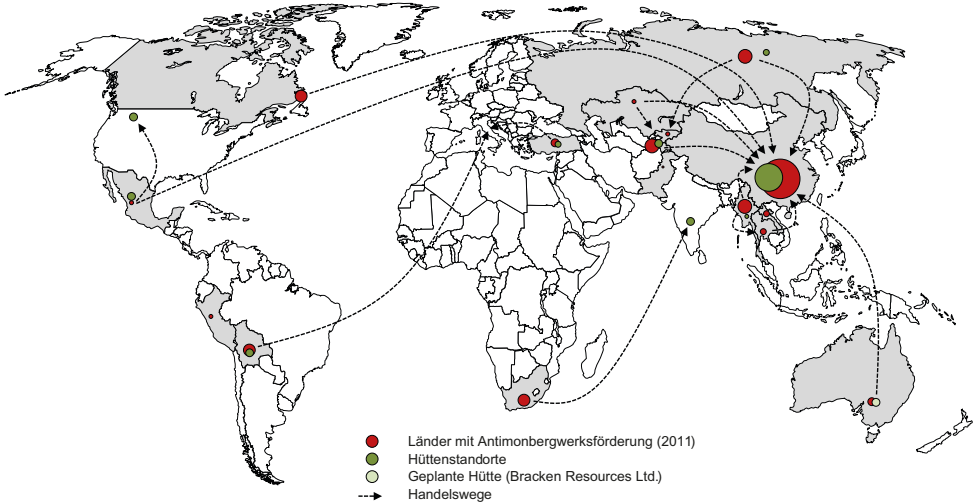 Länder mit Antimonbergwerksförderung (2011)
Hüttenstandorte
Geplante Hütte (Bracken Resources Ltd.)
Handelswege